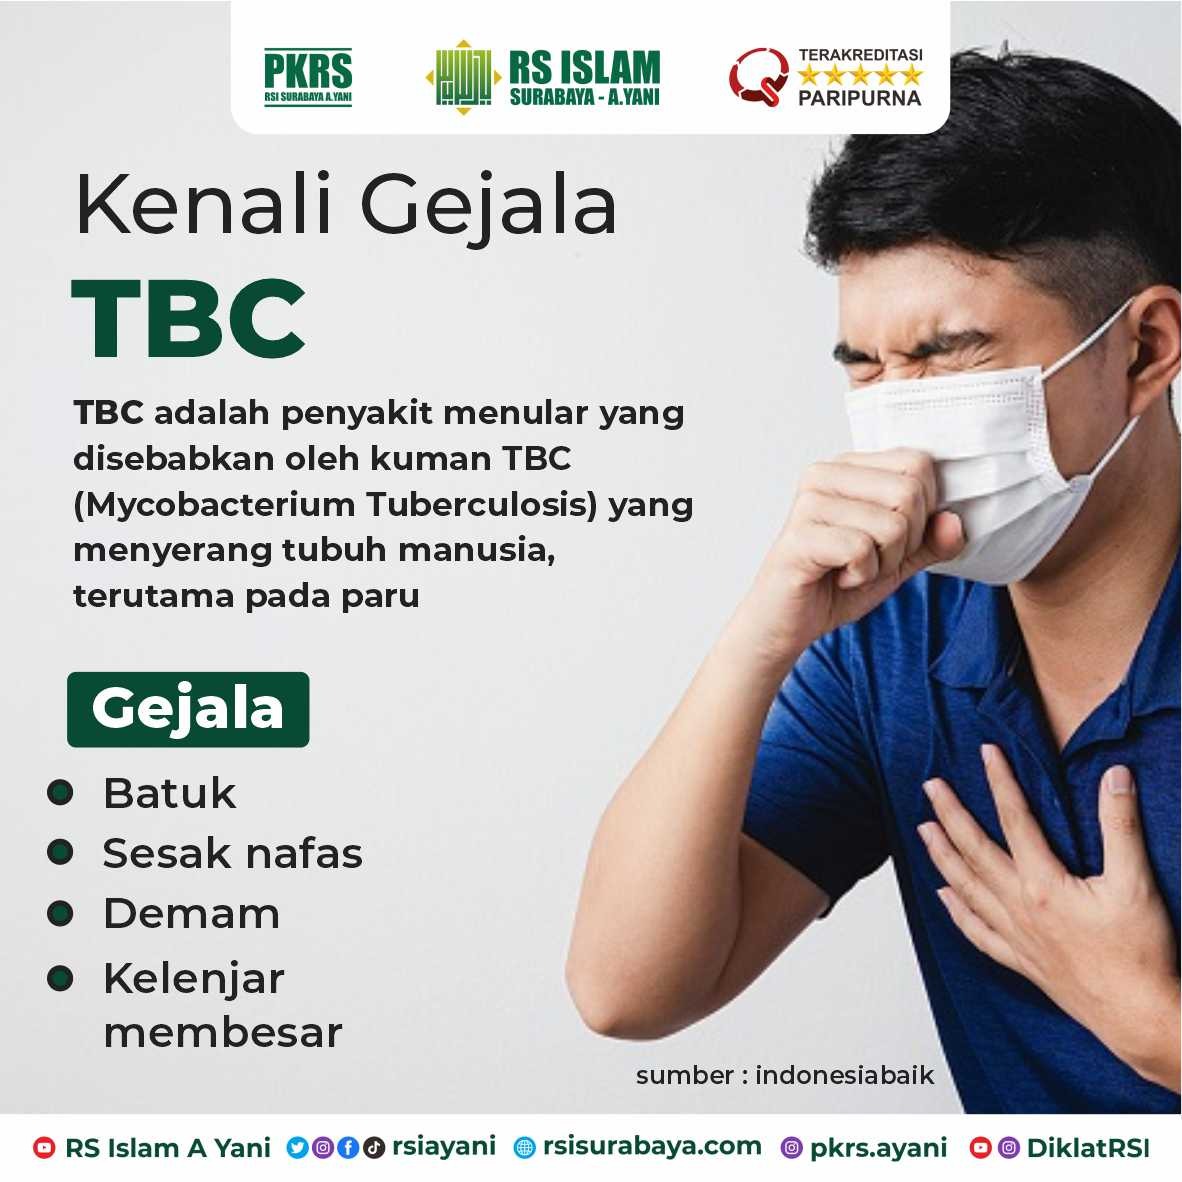 PKRS
RSI SURABAYA A.YANI
RS ISLAM
SURABAYA - A.YANI
TERAKREDITASI
PARIPURNA
Kenali Gejala
TBC
TBC adalah penyakit menular yang
disebabkan oleh kuman TBC
(Mycobacterium Tuberculosis) yang
menyerang tubuh manusia,
terutama pada paru
Gejala
Batuk
Sesak nafas
Demam
Kelenjar
membesar
sumber : indonesiabaik
RS Islam A Yani rsiayani rsisurabaya.com pkrs.ayani DiklatRSI